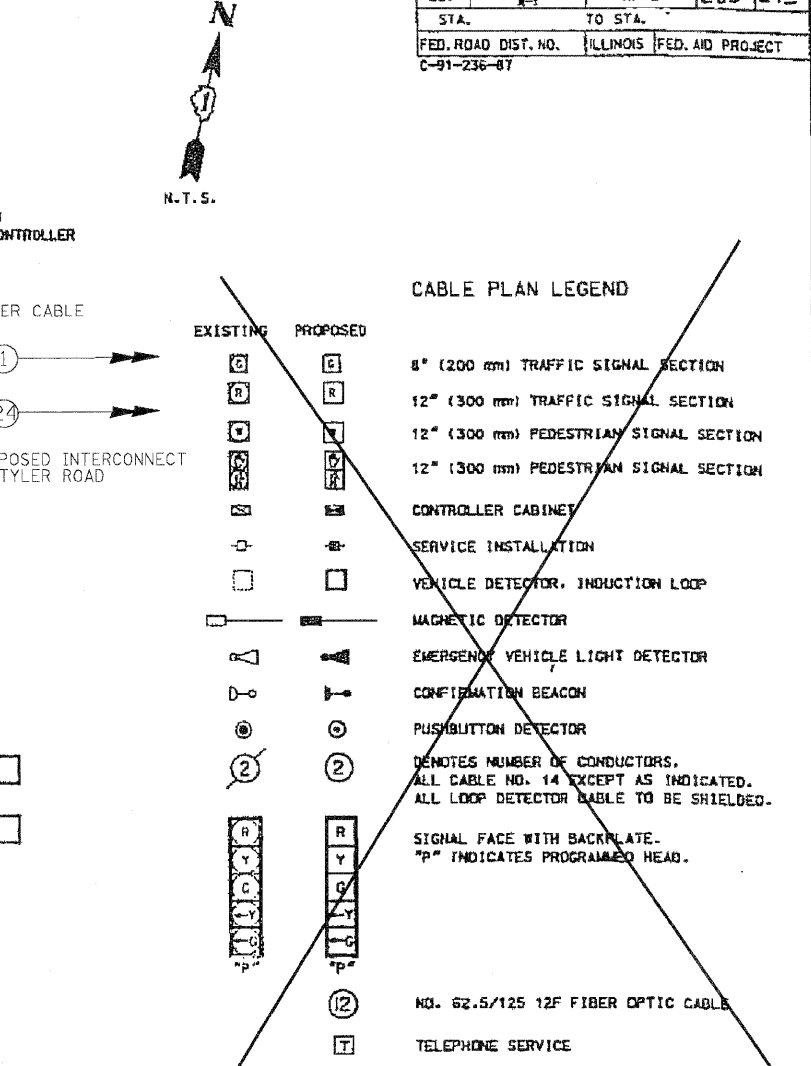 N
1
N.T.S.
STA. TO STA.
FED. ROAD DIST. NO. ILLINOIS FED. AID PROJECT
C-91-236-87
ONTROLLER
ER CABLE
1
24
POSED INTERCONNECT
TYLER ROAD
CABLE PLAN LEGEND
EXISTING PROPOSED
G G 8" (200 mm) TRAFFIC SIGNAL SECTION
R R 12" (300 mm) TRAFFIC SIGNAL SECTION
12" (300 mm) PEDESTRIAN SIGNAL SECTION
12" (300 mm) PEDESTRIAN SIGNAL SECTION
CONTROLLER CABINET
SERVICE INSTALLATION
VEHICLE DETECTOR, INDUCTION LOOP
MAGNETIC DETECTOR
EMERGENCY VEHICLE LIGHT DETECTOR
CONFIRMATION BEACON
PUSHBUTTON DETECTOR
2 2 DENOTES NUMBER OF CONDUCTORS.
ALL CABLE NO. 14 EXCEPT AS INDICATED.
ALL LOOP DETECTOR CABLE TO BE SHIELDED.
R R SIGNAL FACE WITH BACKPLATE.
Y Y "P" INDICATES PROGRAMMED HEAD.
G G
Y Y
G G
"P" "P"
12 NO. 62.5/125 12F FIBER OPTIC CABLE
T TELEPHONE SERVICE